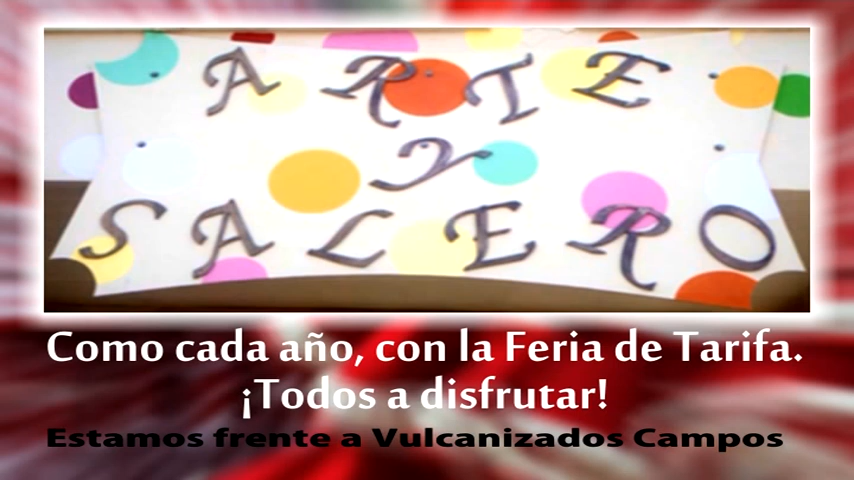 ARTE
Y
SALERO
Como cada año, con la Feria de Tarifa.
¡Todos a disfrutar!
Estamos frente a Vulcanizados Campos